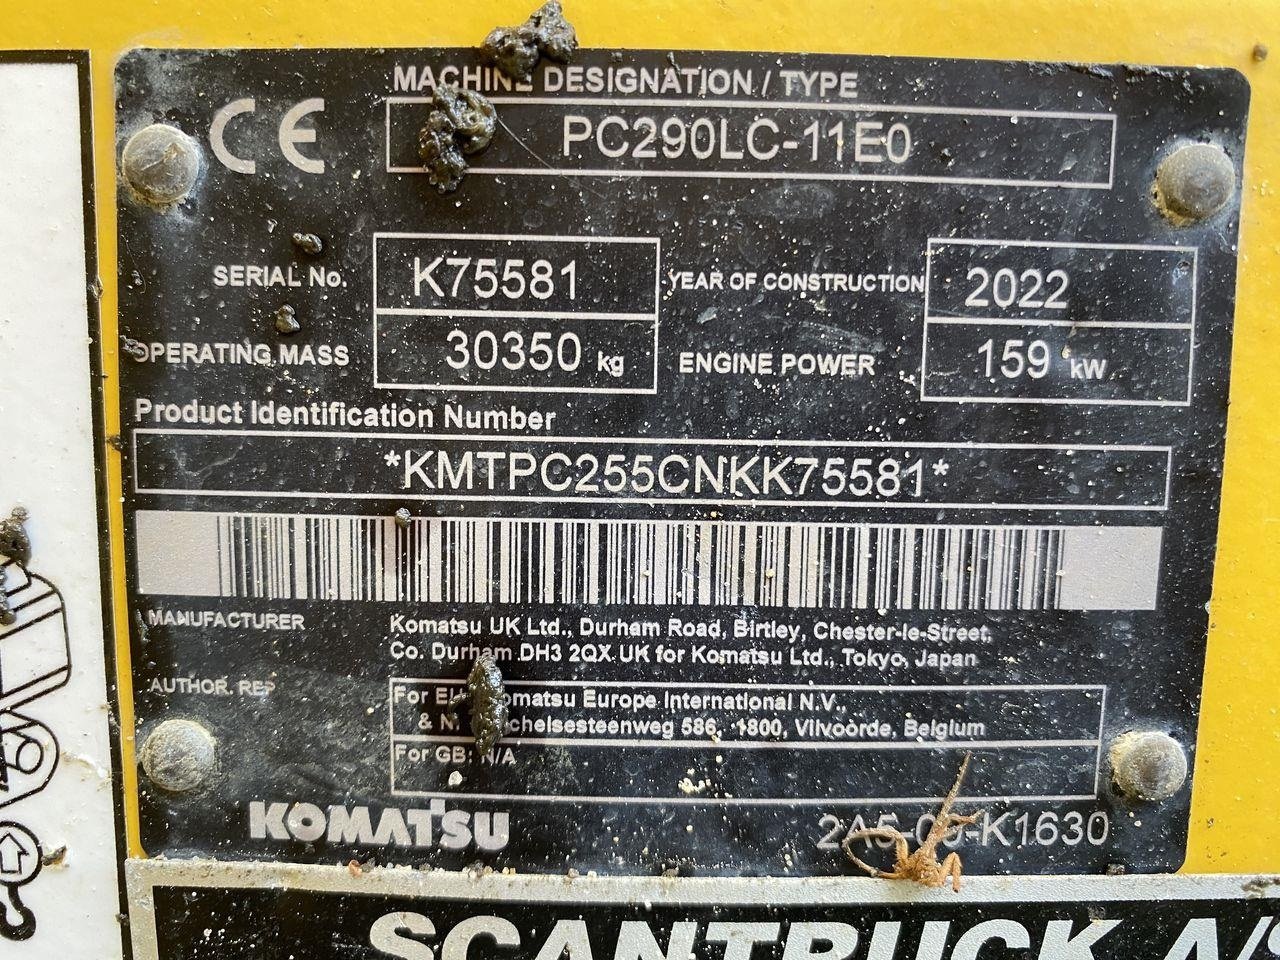 MACHINE DESIGNATION / TYPE
CE
PC290LC-11E0
SERIAL No. K75581 YEAR OF CONSTRUCTION 2022
OPERATING MASS 30350 kg ENGINE POWER 159 kW
Product Identification Number
*KMTPC255CNKK75581*
MANUFACTURER Komatsu UK Ltd., Durham Road, Birtley, Chester-le-Street,
Co. Durham DH3 2QX UK for Komatsu Ltd., Tokyo, Japan
AUTHOR. REP For Komatsu Europe International N.V.,
& 586, 1800, Vilvoorde, Belgium
For GB: N/A
KOMATSU K1630
SCANTRUCK A/S